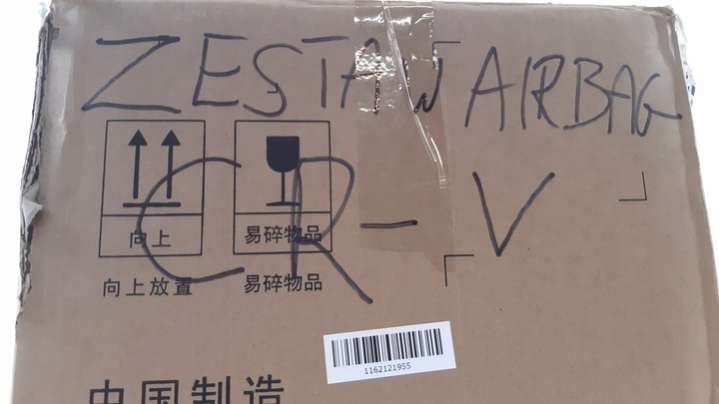 ZESTAW AIRBAG
CR-V
向上
易碎物品
向上放置
易碎物品
1162121955
中国制造